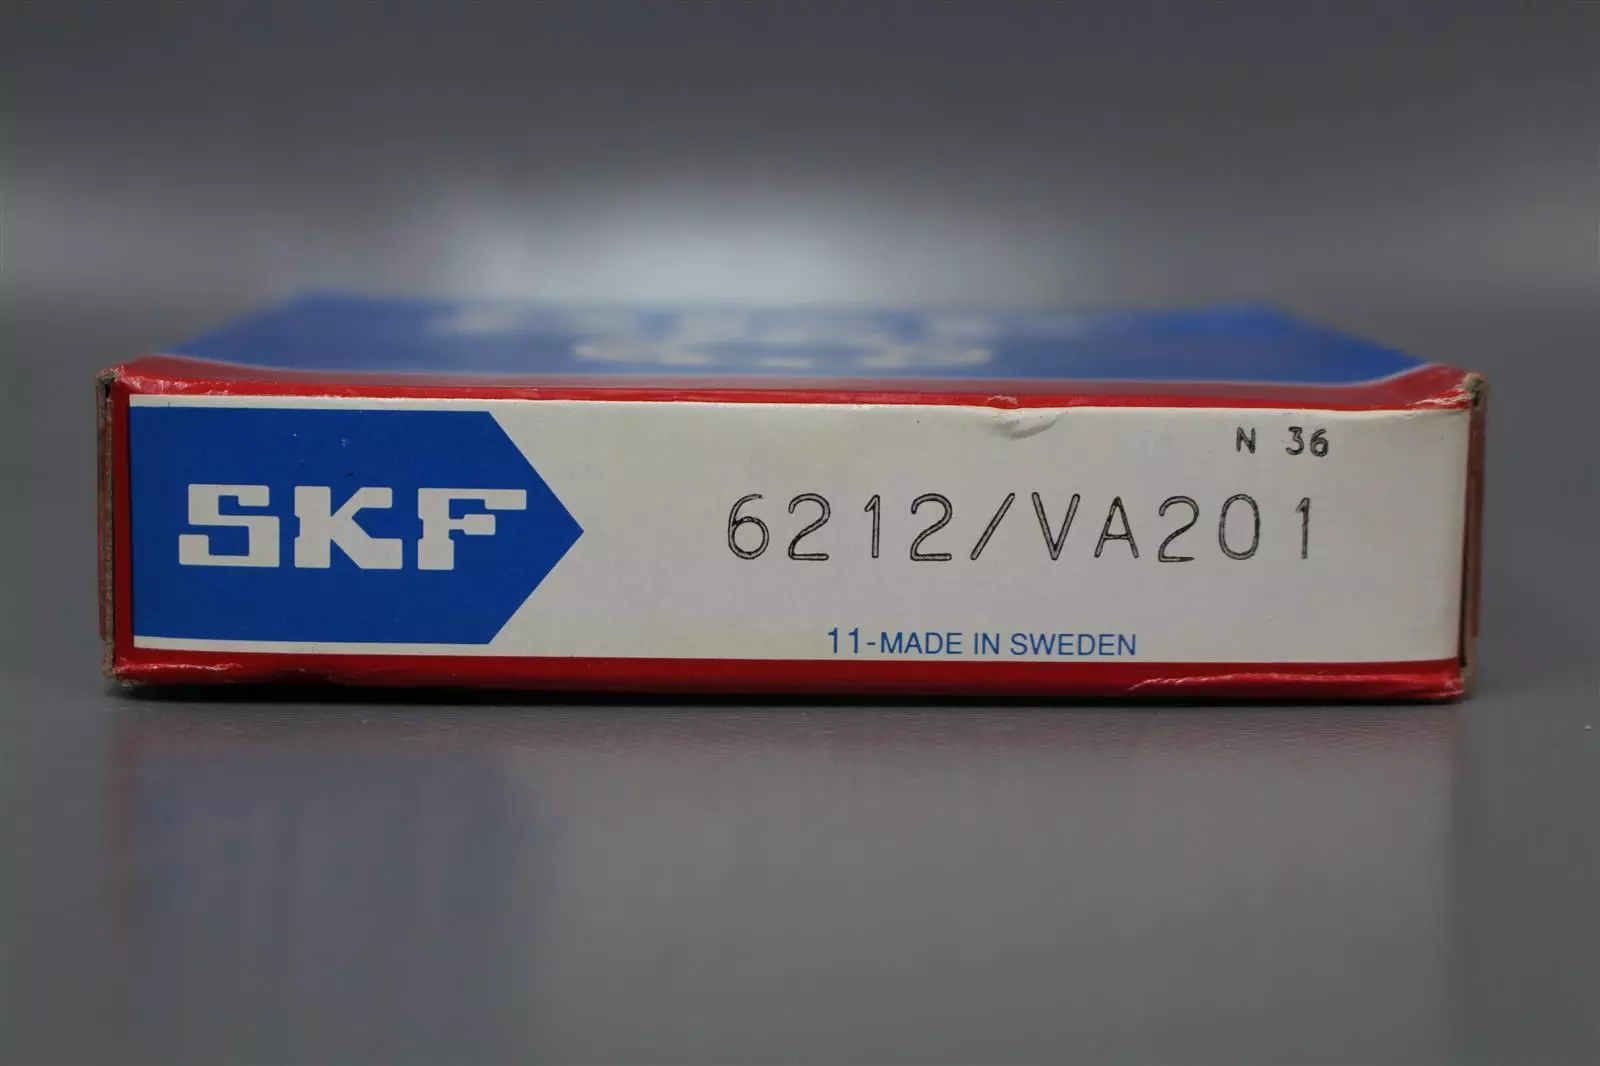 SKF
N 36
6212/VA201
11-MADE IN SWEDEN